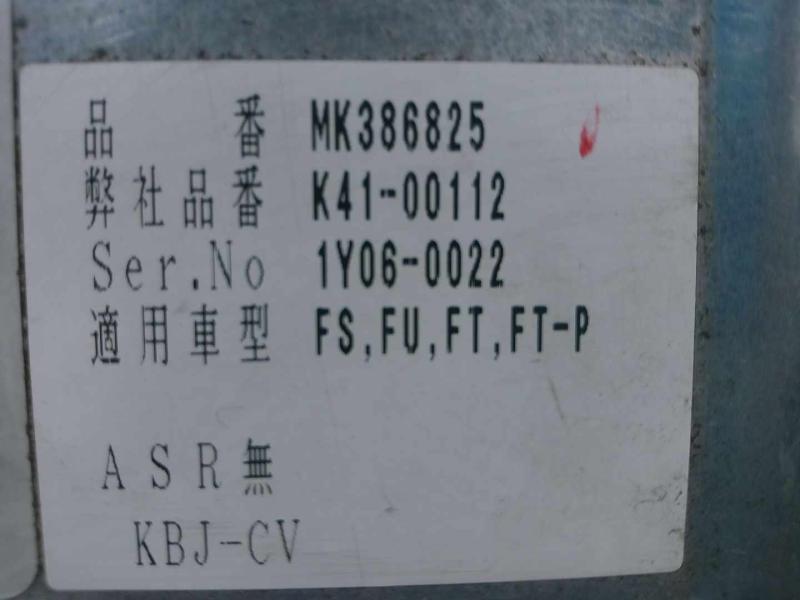 品番 MK386825
弊社品番 K41-00112
Ser.No 1Y06-0022
適用車型 FS,FU,FT,FT-P
ASR無
KBJ-CV